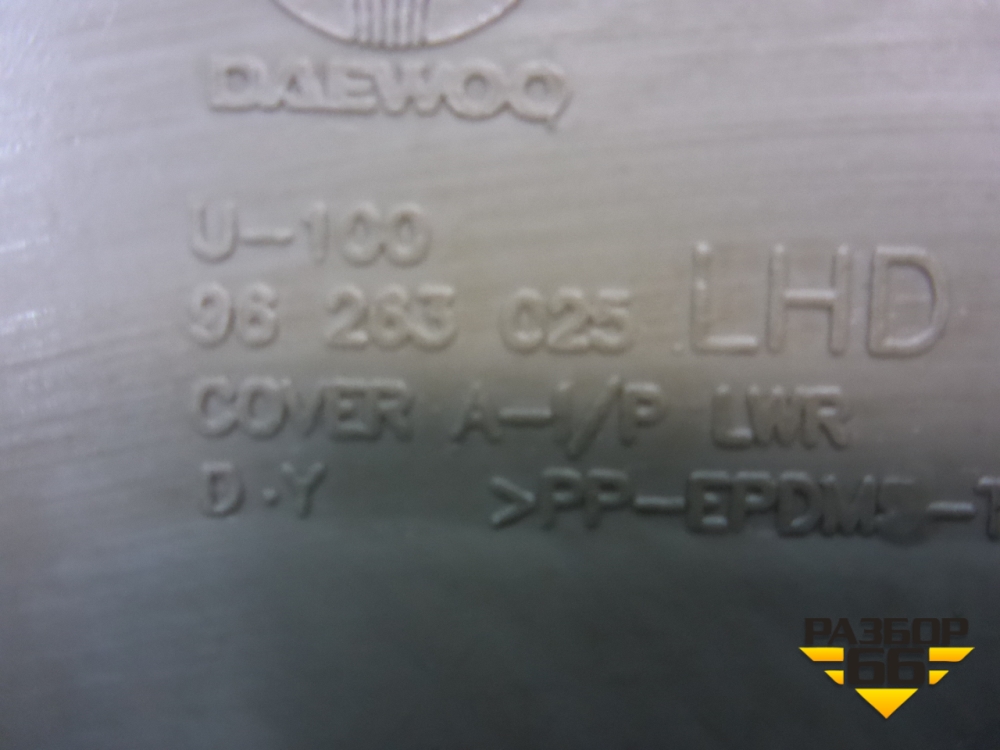 DAEWOO
U-100
96 263 025 LHD
COVER A-I/P LWR
D.Y >PP-EPDM
РАЗБОР
66